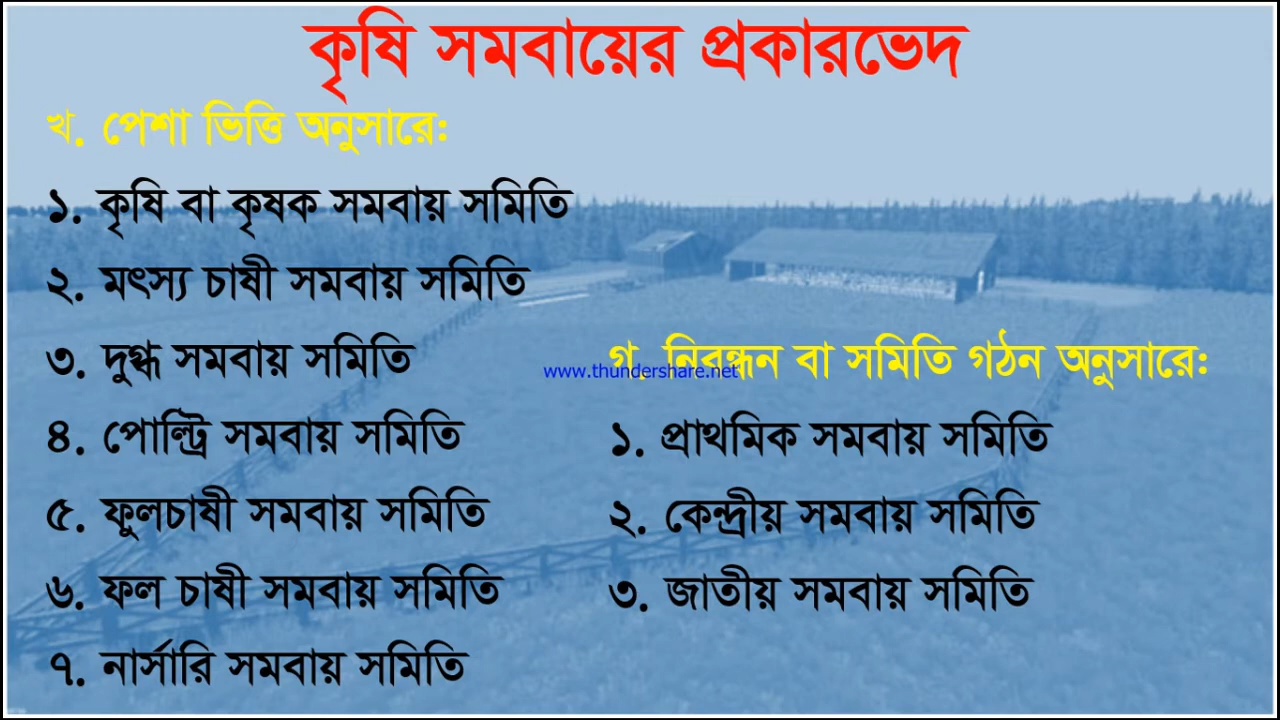 কৃষি সমবায়ের প্রকারভেদ
খ. পেশা ভিত্তি অনুসারে:
১. কৃষি বা কৃষক সমবায় সমিতি
২. মৎস্য চাষী সমবায় সমিতি
৩. দুগ্ধ সমবায় সমিতি
৪. পোল্ট্রি সমবায় সমিতি
৫. ফুলচাষী সমবায় সমিতি
৬. ফল চাষী সমবায় সমিতি
৭. নার্সারি সমবায় সমিতি
গ. নিবন্ধন বা সমিতি গঠন অনুসারে:
www.thundershare.net
১. প্রাথমিক সমবায় সমিতি
২. কেন্দ্রীয় সমবায় সমিতি
৩. জাতীয় সমবায় সমিতি